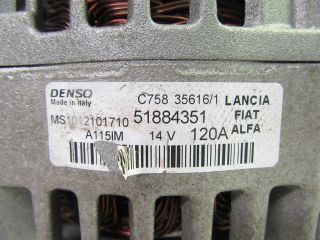 DENSO C758 35616/1 LANCIA
Made in Italy FIAT
MS1012101710 51884351 ALFA
A115IM 14 V 120A